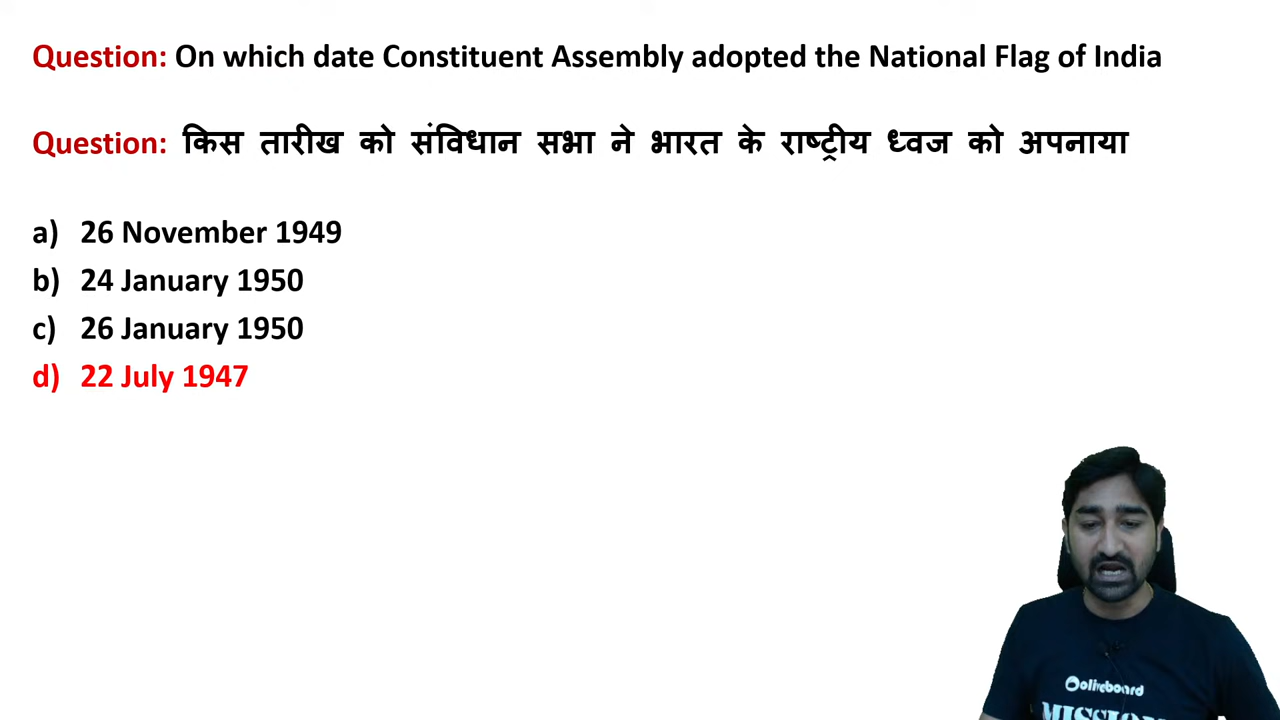 Question: On which date Constituent Assembly adopted the National Flag of India
Question: किस तारीख को संविधान सभा ने भारत के राष्ट्रीय ध्वज को अपनाया
a) 26 November 1949
b) 24 January 1950
c) 26 January 1950
d) 22 July 1947
oliveboard
MISSION